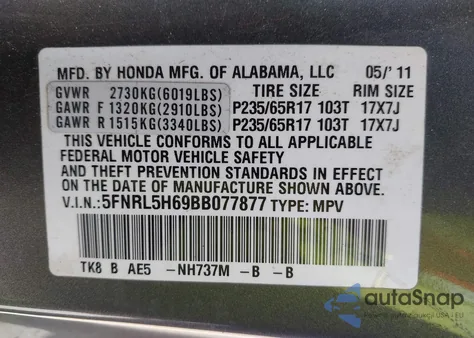 MFD. BY HONDA MFG. OF ALABAMA, LLC 05/'11
GVWR 2730KG(6019LBS) TIRE SIZE RIM SIZE
GAWR F 1320KG(2910LBS) P235/65R17 103T 17X7J
GAWR R 1515KG(3340LBS) P235/65R17 103T 17X7J
THIS VEHICLE CONFORMS TO ALL APPLICABLE
FEDERAL MOTOR VEHICLE SAFETY
AND THEFT PREVENTION STANDARDS IN EFFECT ON
THE DATE OF MANUFACTURE SHOWN ABOVE.
V.I.N.:5FNRL5H69BB077877 TYPE: MPV
TK8 B AE5 -NH737M -B -B
autoSnap